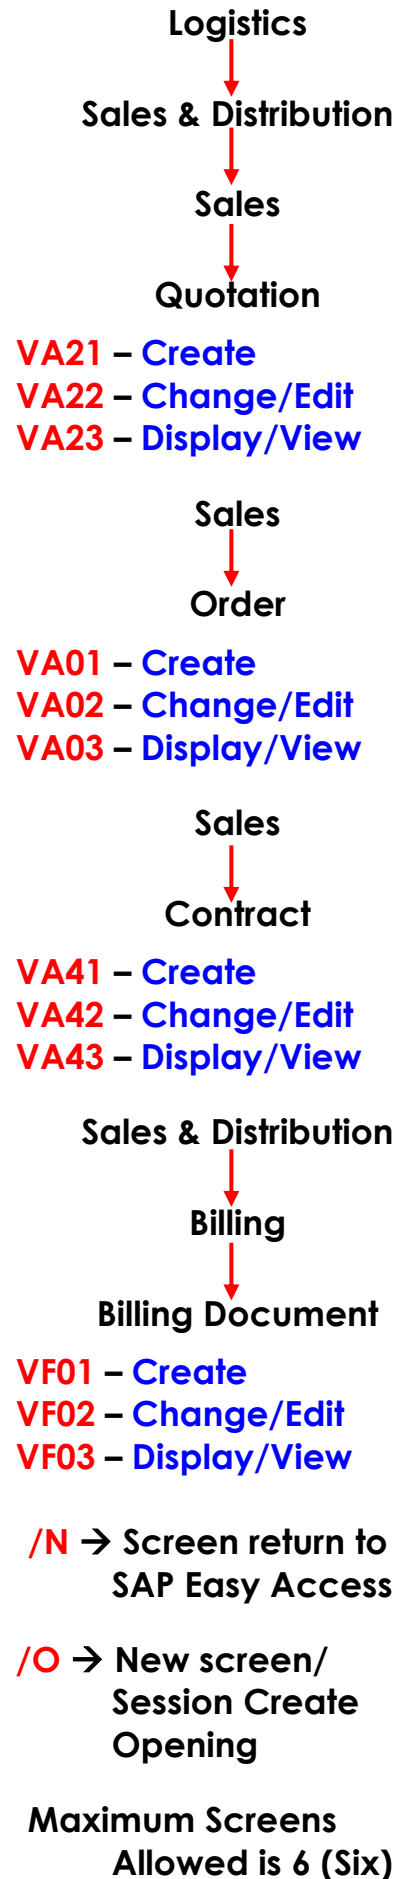 Logistics
Sales & Distribution
Sales
Quotation
VA21 – Create
VA22 – Change/Edit
VA23 – Display/View
Sales
Order
VA01 – Create
VA02 – Change/Edit
VA03 – Display/View
Sales
Contract
VA41 – Create
VA42 – Change/Edit
VA43 – Display/View
Sales & Distribution
Billing
Billing Document
VF01 – Create
VF02 – Change/Edit
VF03 – Display/View
/N → Screen return to
SAP Easy Access
/O → New screen/
Session Create
Opening
Maximum Screens
Allowed is 6 (Six)